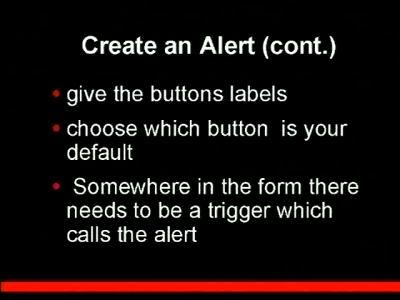 Create an Alert (cont.)
• give the buttons labels
• choose which button is your
default
• Somewhere in the form there
needs to be a trigger which
calls the alert